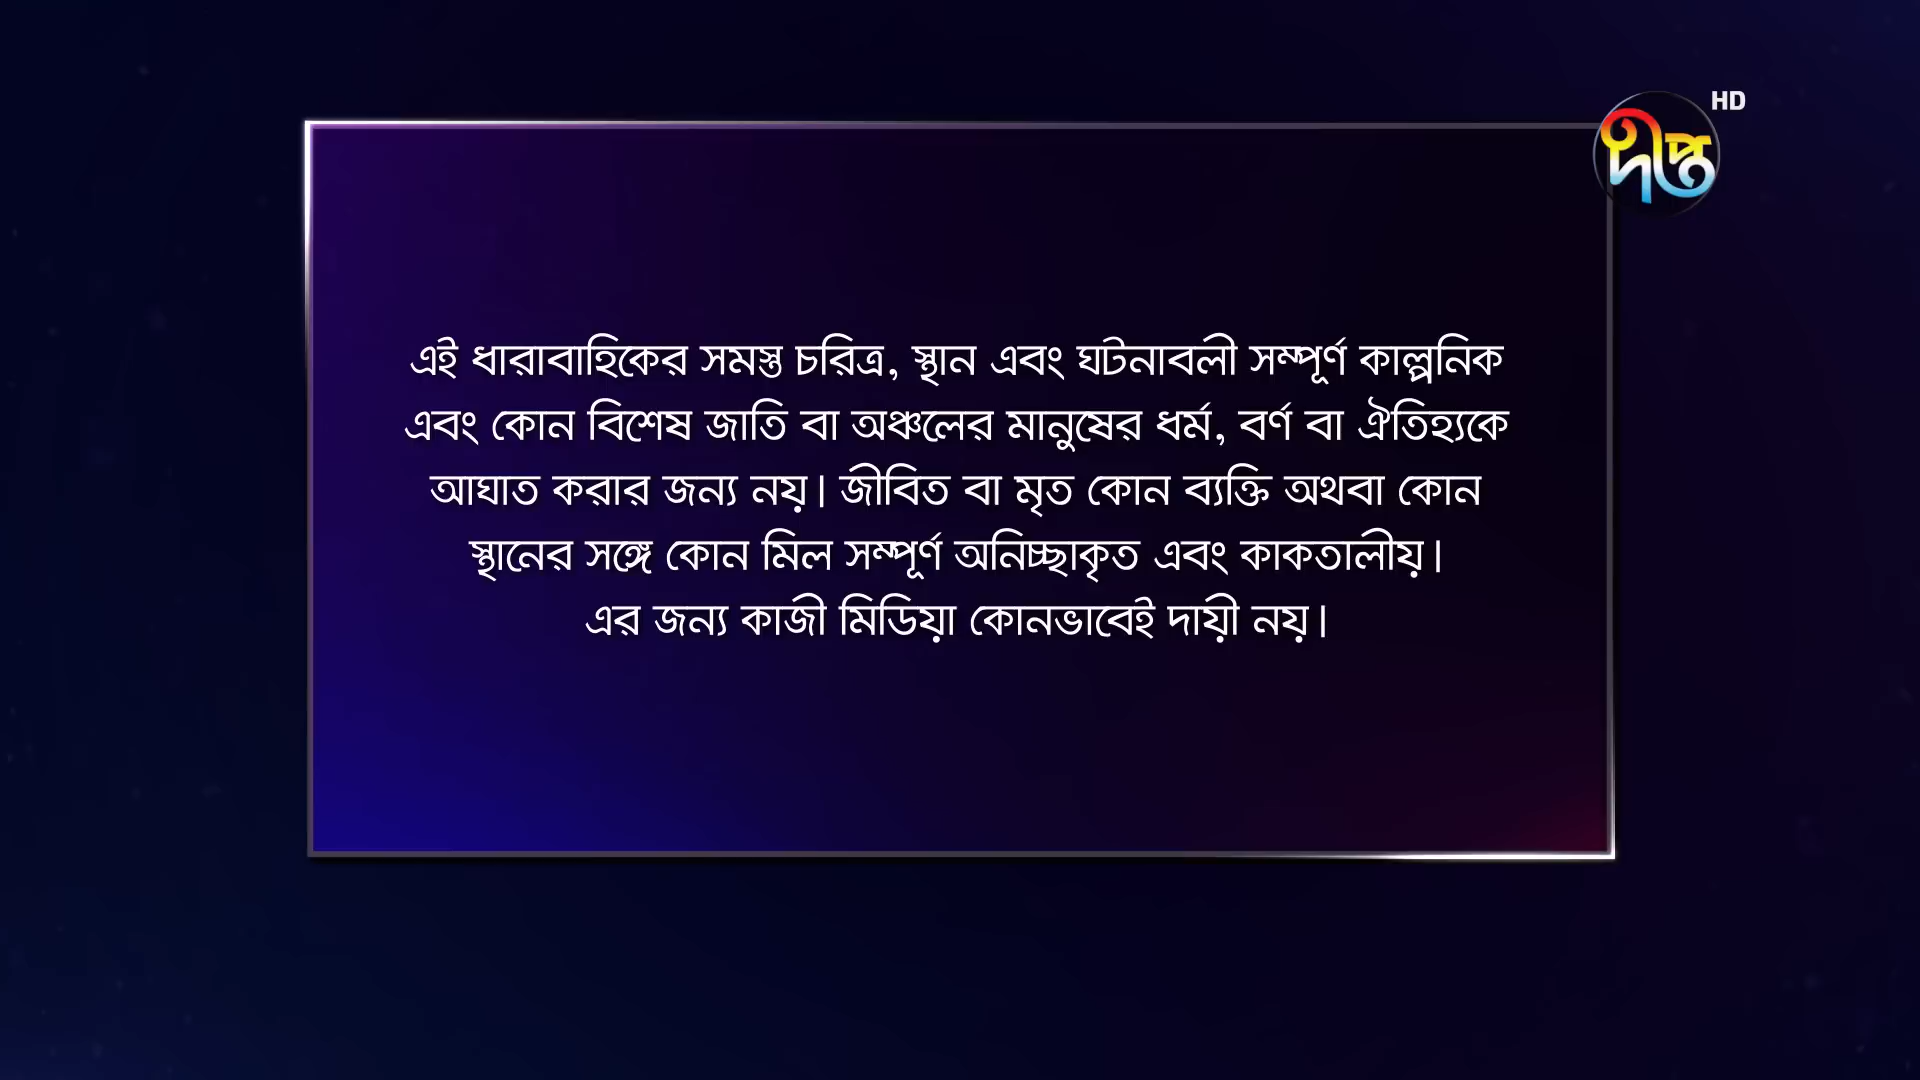 HD
দীপ্ত
এই ধারাবাহিকের সমস্ত চরিত্র, স্থান এবং ঘটনাবলী সম্পূর্ণ কাল্পনিক
এবং কোন বিশেষ জাতি বা অঞ্চলের মানুষের ধর্ম, বর্ণ বা ঐতিহ্যকে
আঘাত করার জন্য নয়। জীবিত বা মৃত কোন ব্যক্তি অথবা কোন
স্থানের সঙ্গে কোন মিল সম্পূর্ণ অনিচ্ছাকৃত এবং কাকতালীয়।
এর জন্য কাজী মিডিয়া কোনভাবেই দায়ী নয়।